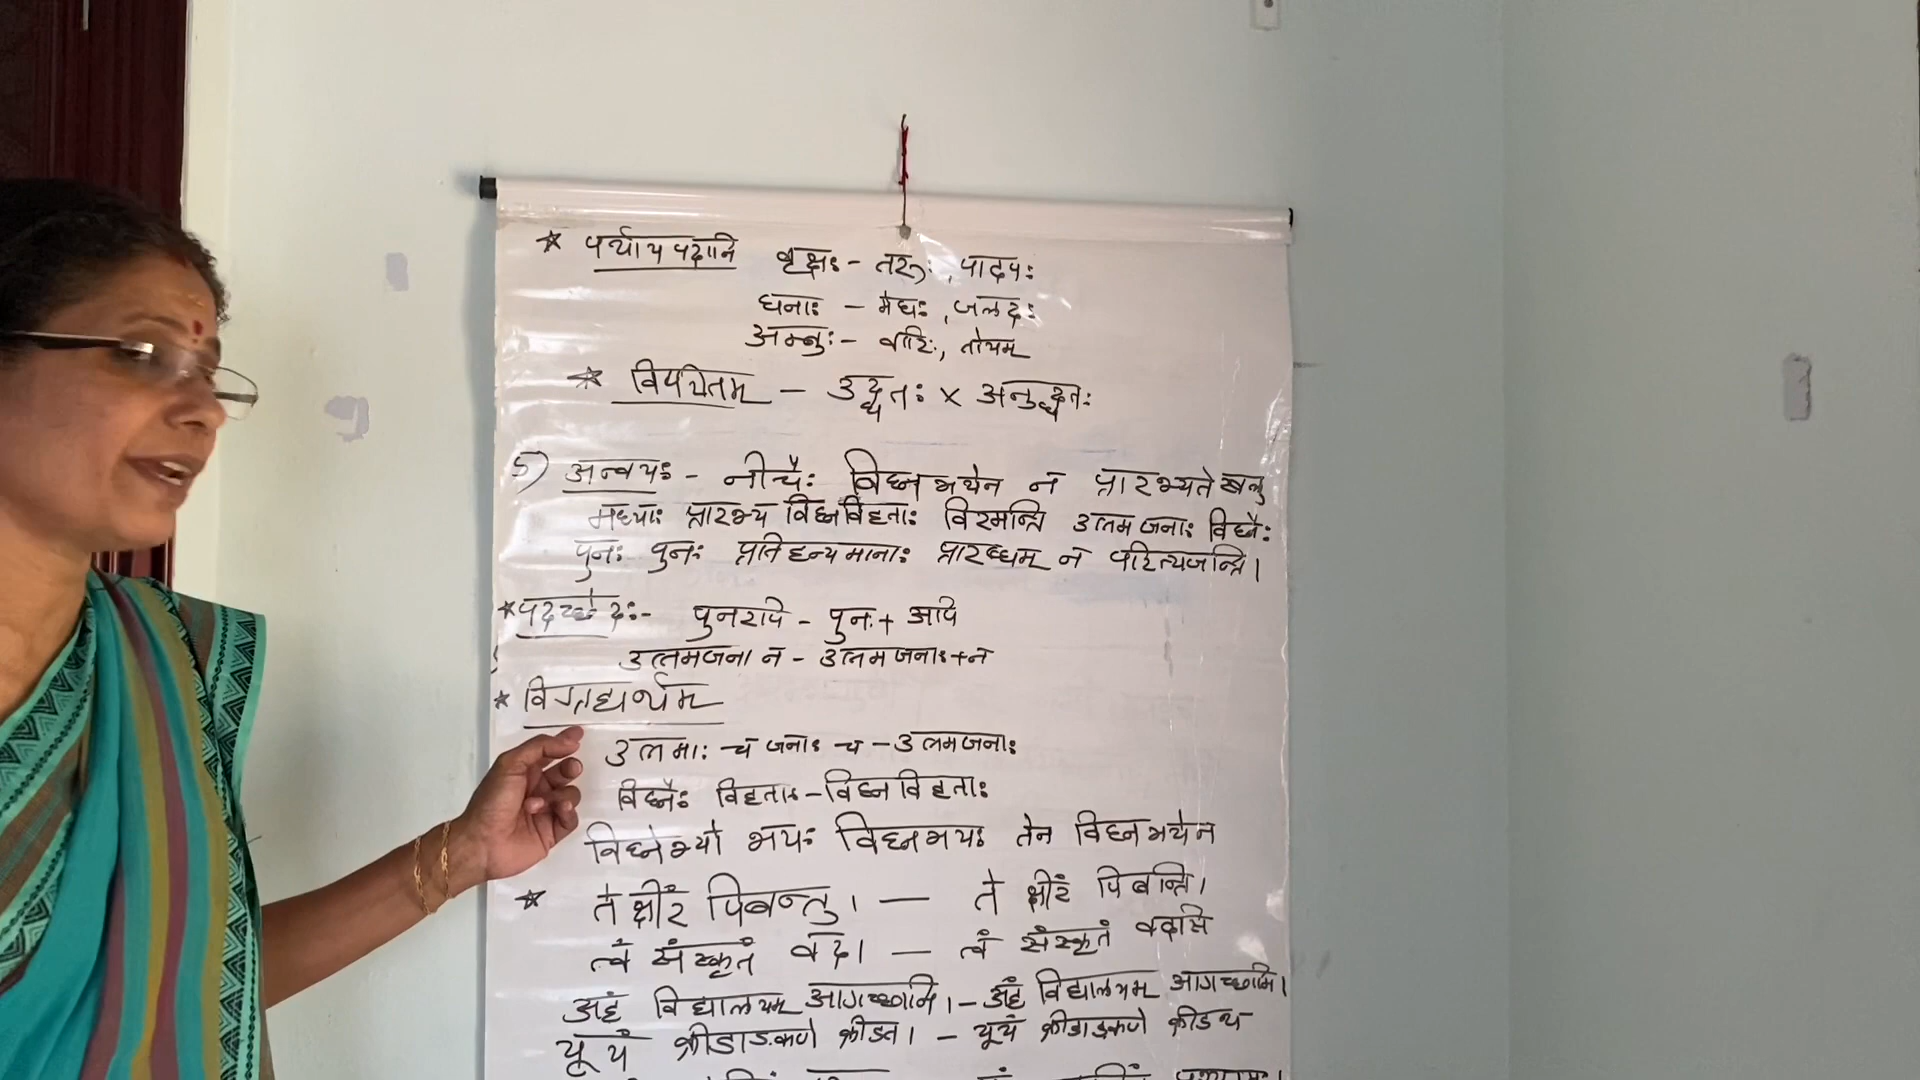 * पर्यायपदानि वृक्षः - तरुः, पादपः
घनाः - मेघः, जलदः
अम्बुः - वारिः, तोयम्
* विपरीतम् - उद्धतः × अनुद्धतः
5) अन्वयः - नीचैः विघ्नभयेन न प्रारभ्यते खलु
मध्याः प्रारभ्य विघ्नविहताः विरमन्ति उत्तमजनाः विघ्नैः
पुनः पुनः प्रतिहन्यमानाः प्रारब्धम् न परित्यजन्ति।
* पदच्छेदः - पुनरपि - पुनः + अपि
उत्तमजना न - उत्तमजनाः + न
* विग्रह्यर्थम्
उत्तमाः - च जनाः - च - उत्तमजनाः
विघ्नैः विहताः - विघ्नविहताः
विघ्नेभ्यो भयः विघ्नभयः तेन विघ्नभयेन
* ते क्षीरं पिबन्तु। — ते क्षीरं पिबन्ति।
त्वं संस्कृतं वद। — त्वं संस्कृतं वदसि
अहं विद्यालयम् आगच्छानि। - अहं विद्यालयम् आगच्छामि।
यूयं क्रीडाङ्कणे क्रीडत। - यूयं क्रीडाङ्कणे क्रीडथ